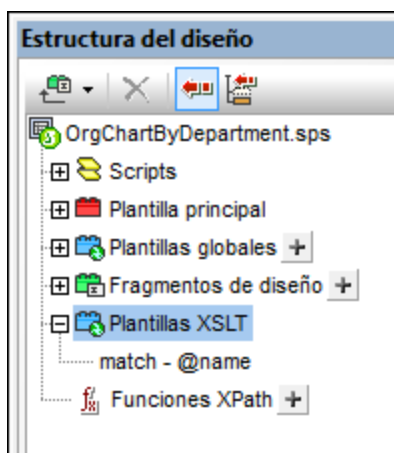 Estructura del diseño
OrgChartByDepartment.sps
Scripts
Plantilla principal
Plantillas globales
Fragmentos de diseño
Plantillas XSLT
match - @name
Funciones XPath